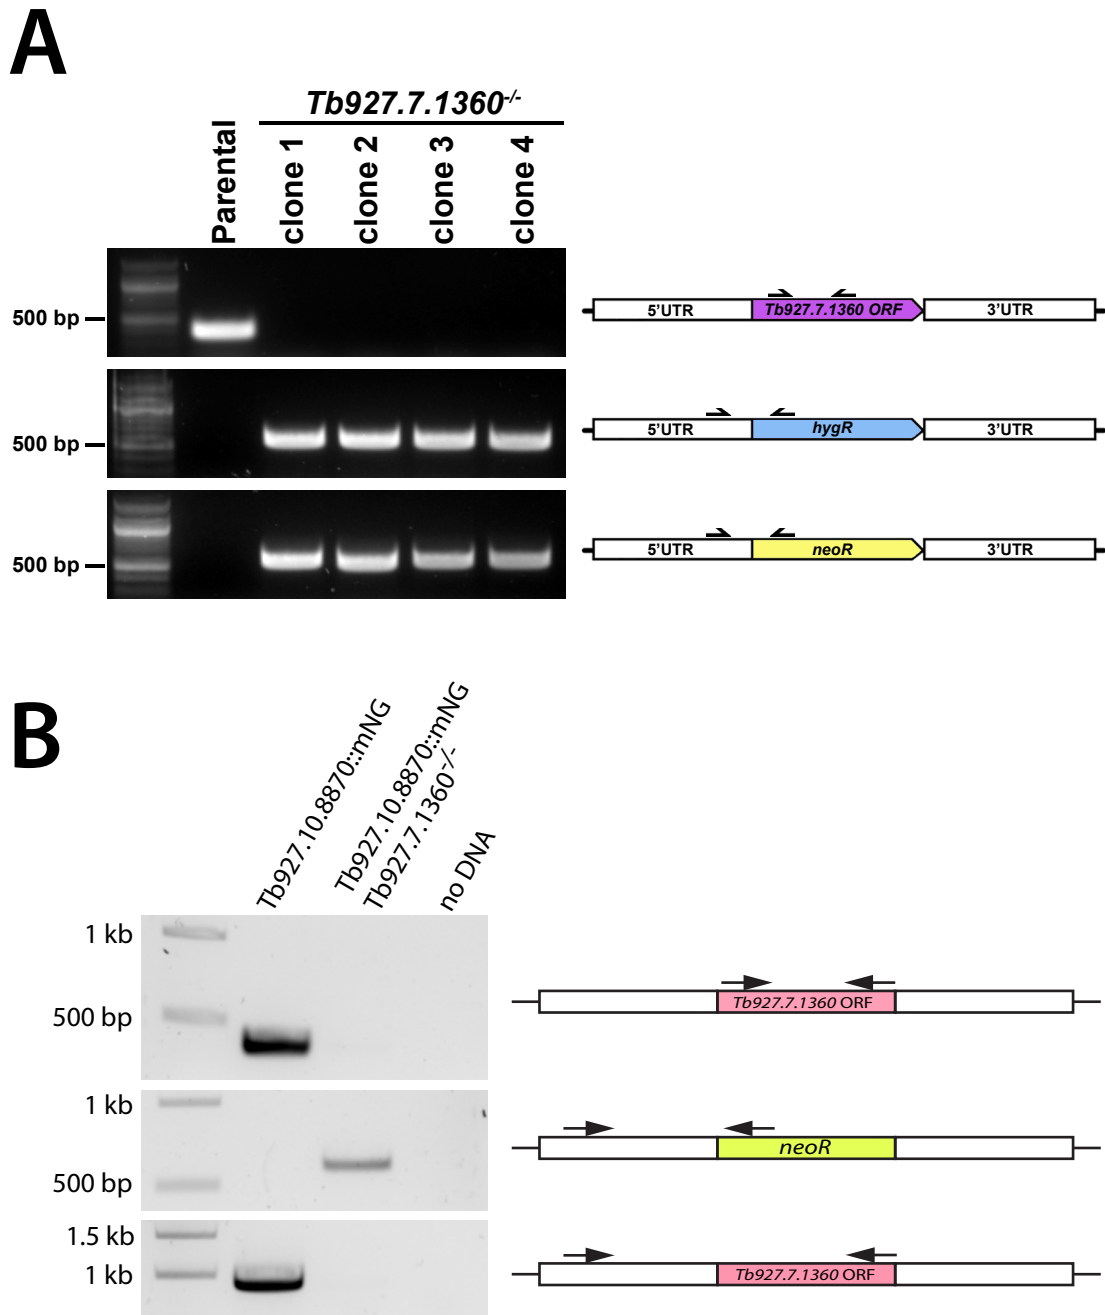 A
Tb927.7.1360-/-
Parental
clone 1
clone 2
clone 3
clone 4
500 bp
5'UTR
Tb927.7.1360 ORF
3'UTR
500 bp
5'UTR
hygR
3'UTR
500 bp
5'UTR
neoR
3'UTR
B
Tb927.10.8870::mNG
Tb927.10.8870::mNG
Tb927.7.1360-/-
no DNA
1 kb
500 bp
Tb927.7.1360 ORF
1 kb
500 bp
neoR
1.5 kb
1 kb
Tb927.7.1360 ORF